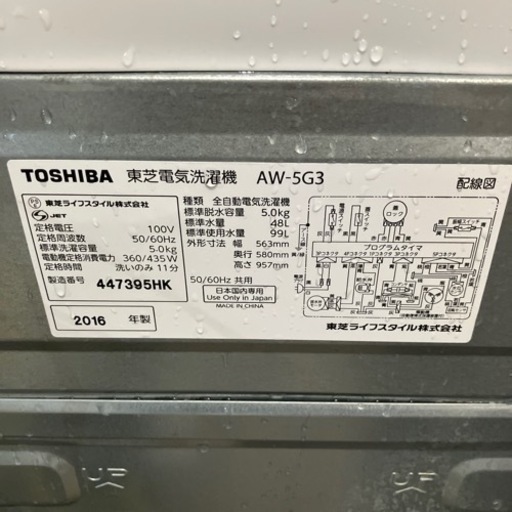 TOSHIBA 東芝電気洗濯機 AW-5G3
配線図
東芝ライフスタイル株式会社
JET
定格電圧 100V
定格周波数 50/60Hz
標準洗濯容量 5.0kg
電動機定格消費電力 360/435W
定格時間 洗いのみ 11分
製造番号 447395HK
2016 年製
種類 全自動電気洗濯機
標準脱水容量 5.0kg
標準水量 48L
標準使用水量 99L
外形寸法 幅 563mm
奥行 580mm
高さ 957mm
50/60Hz 共用
日本国内専用
Use Only in Japan
MADE IN CHINA
蓋
ロック
プログラムタイマ
東芝ライフスタイル株式会社
UP
UP